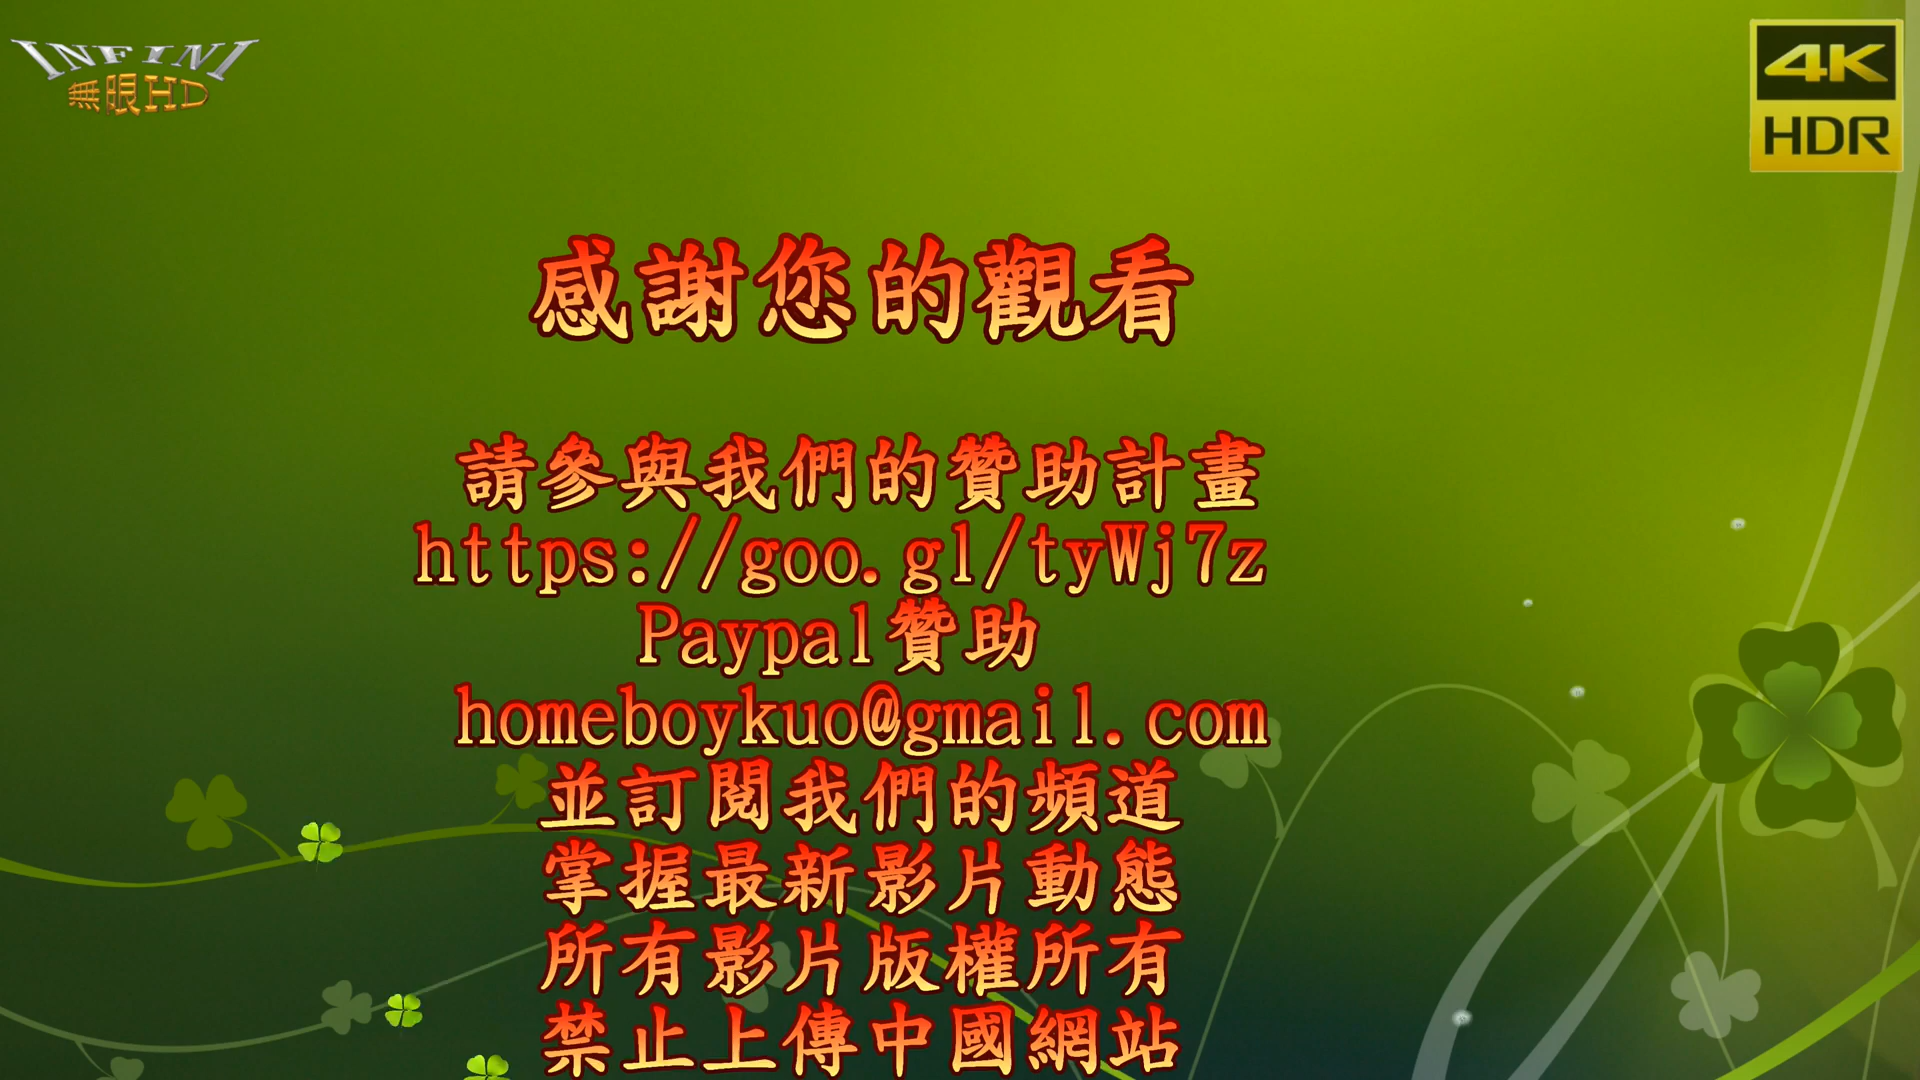 INFINI
無限HD
4K
HDR
感謝您的觀看
請參與我們的贊助計畫
https://goo.gl/tyWj7z
Paypal贊助
homeboykuo@gmail.com
並訂閱我們的頻道
掌握最新影片動態
所有影片版權所有
禁止上傳中國網站